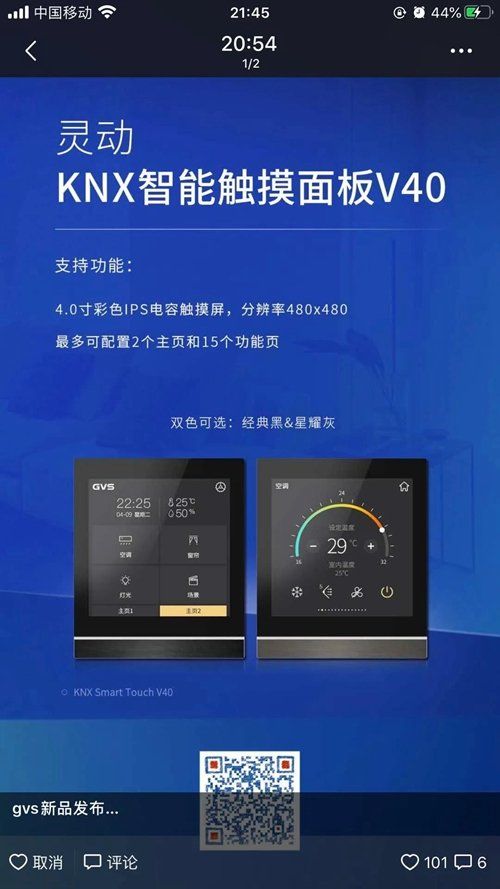 中国移动
21:45
44%
20:54
1/2
灵动
KNX智能触摸面板V40
支持功能：
4.0寸彩色IPS电容触摸屏，分辨率480x480
最多可配置2个主页和15个功能页
双色可选：经典黑&星耀灰
GVS
22:25
04-09 星期二
25℃
50%
空调
窗帘
灯光
场景
主页1
主页2
空调
24
设定温度
29℃
16
32
室内温度
25℃
KNX Smart Touch V40
gvs新品发布...
取消
评论
101
6